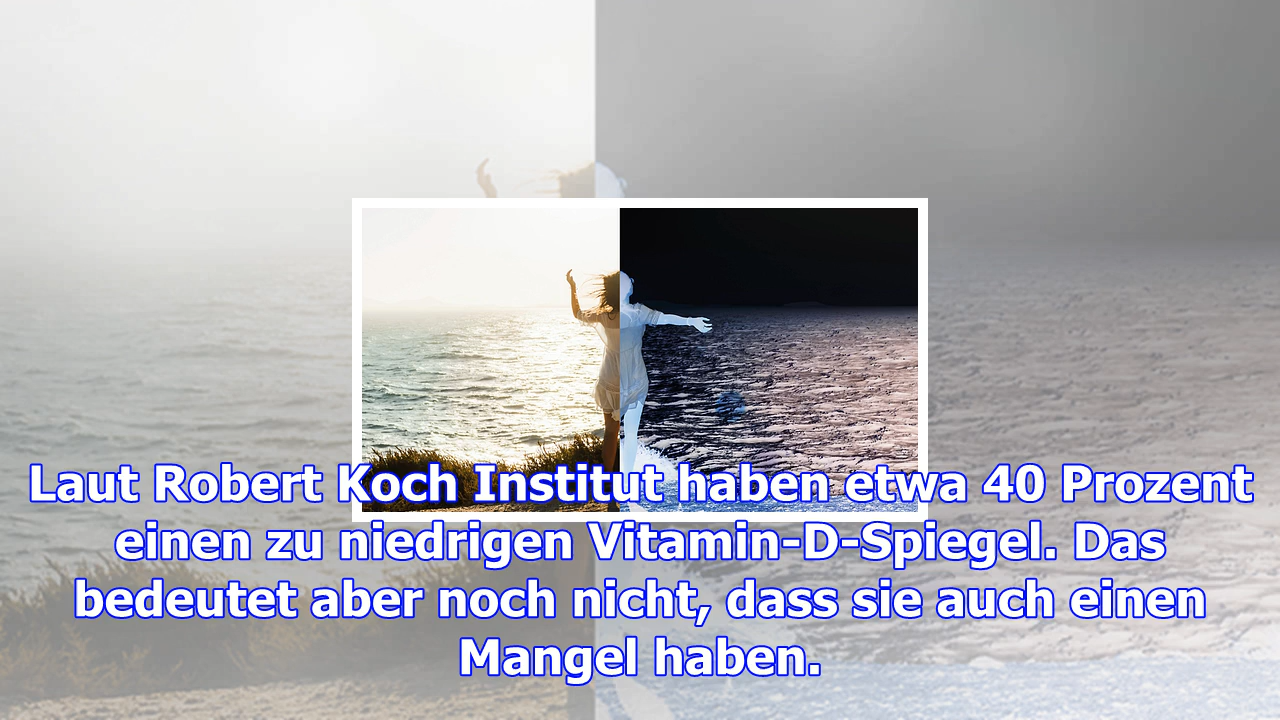 Laut Robert Koch Institut haben etwa 40 Prozent
einen zu niedrigen Vitamin-D-Spiegel. Das
bedeutet aber noch nicht, dass sie auch einen
Mangel haben.